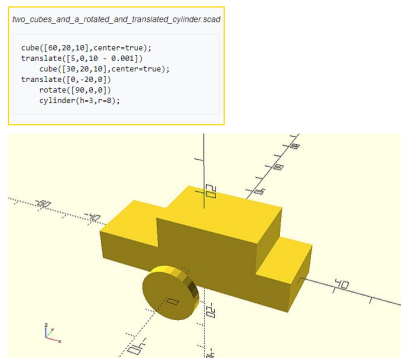 two_cubes_and_a_rotated_and_translated_cylinder.scad
cube([60,20,10],center=true);
translate([5,0,10 - 0.001])
cube([30,20,10],center=true);
translate([0,-20,0])
rotate([90,0,0])
cylinder(h=3,r=8);
20
40